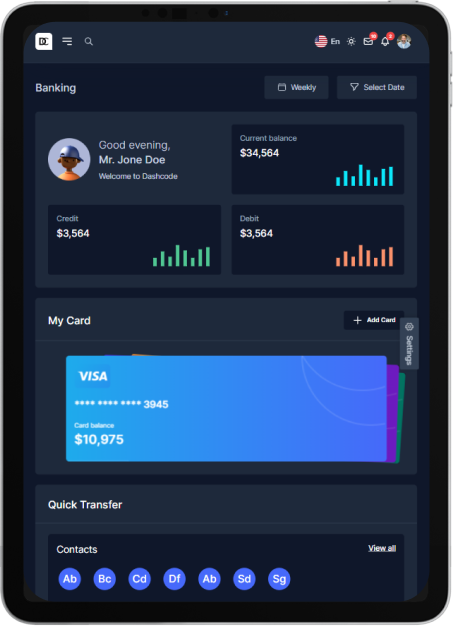 DC
En
Banking
Weekly
Select Date
Good evening,
Mr. Jone Doe
Welcome to Dashcode
Current balance
$34,564
Credit
$3,564
Debit
$3,564
My Card
+ Add Card
Settings
VISA
**** **** **** 3945
Card balance
$10,975
Quick Transfer
Contacts
View all
Ab Bc Cd Df Ab Sd Sg